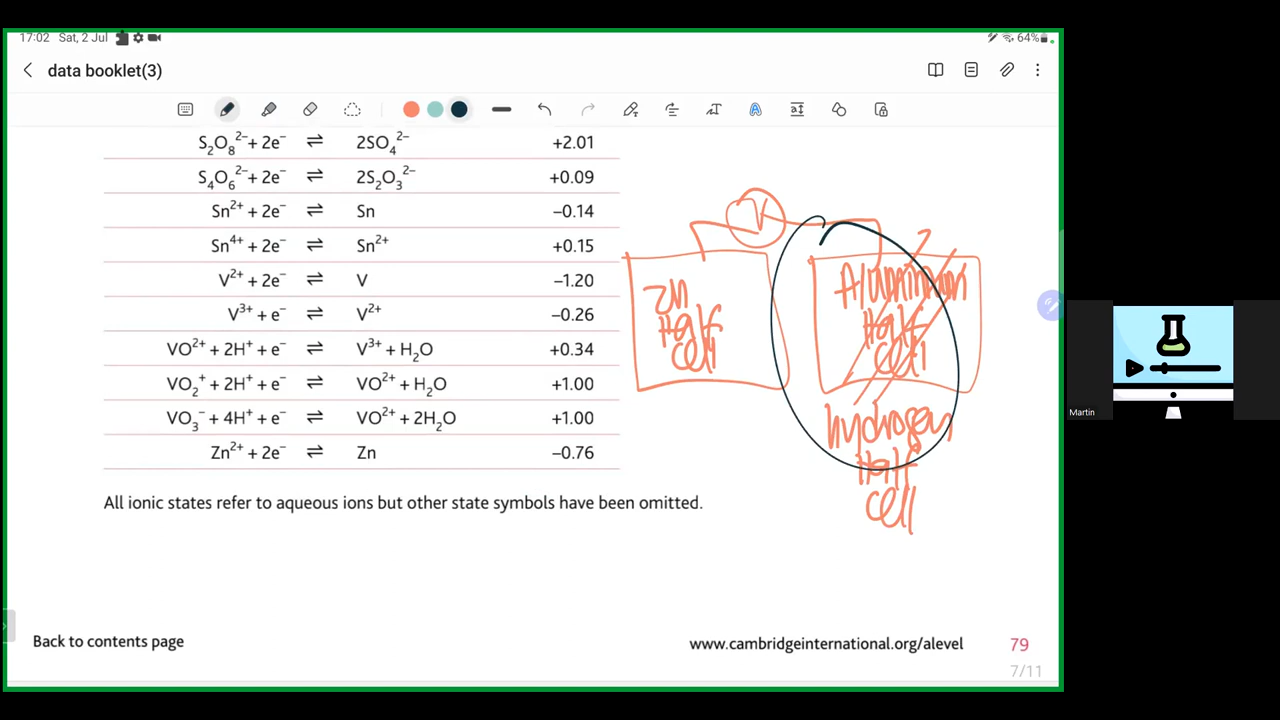 17:02 Sat, 2 Jul
64%
data booklet(3)
S₂O₈²⁻ + 2e⁻ ⇌ 2SO₄²⁻ +2.01
S₄O₆²⁻ + 2e⁻ ⇌ 2S₂O₃²⁻ +0.09
Sn²⁺ + 2e⁻ ⇌ Sn –0.14
Sn⁴⁺ + 2e⁻ ⇌ Sn²⁺ +0.15
V²⁺ + 2e⁻ ⇌ V –1.20
V³⁺ + e⁻ ⇌ V²⁺ –0.26
VO²⁺ + 2H⁺ + e⁻ ⇌ V³⁺ + H₂O +0.34
VO₂⁺ + 2H⁺ + e⁻ ⇌ VO²⁺ + H₂O +1.00
VO₃⁻ + 4H⁺ + e⁻ ⇌ VO²⁺ + 2H₂O +1.00
Zn²⁺ + 2e⁻ ⇌ Zn –0.76
V
Zn
Half
cell
Aluminium
Half
cell
hydrogen
Half
cell
All ionic states refer to aqueous ions but other state symbols have been omitted.
Back to contents page
www.cambridgeinternational.org/alevel 79
7/11
Martin